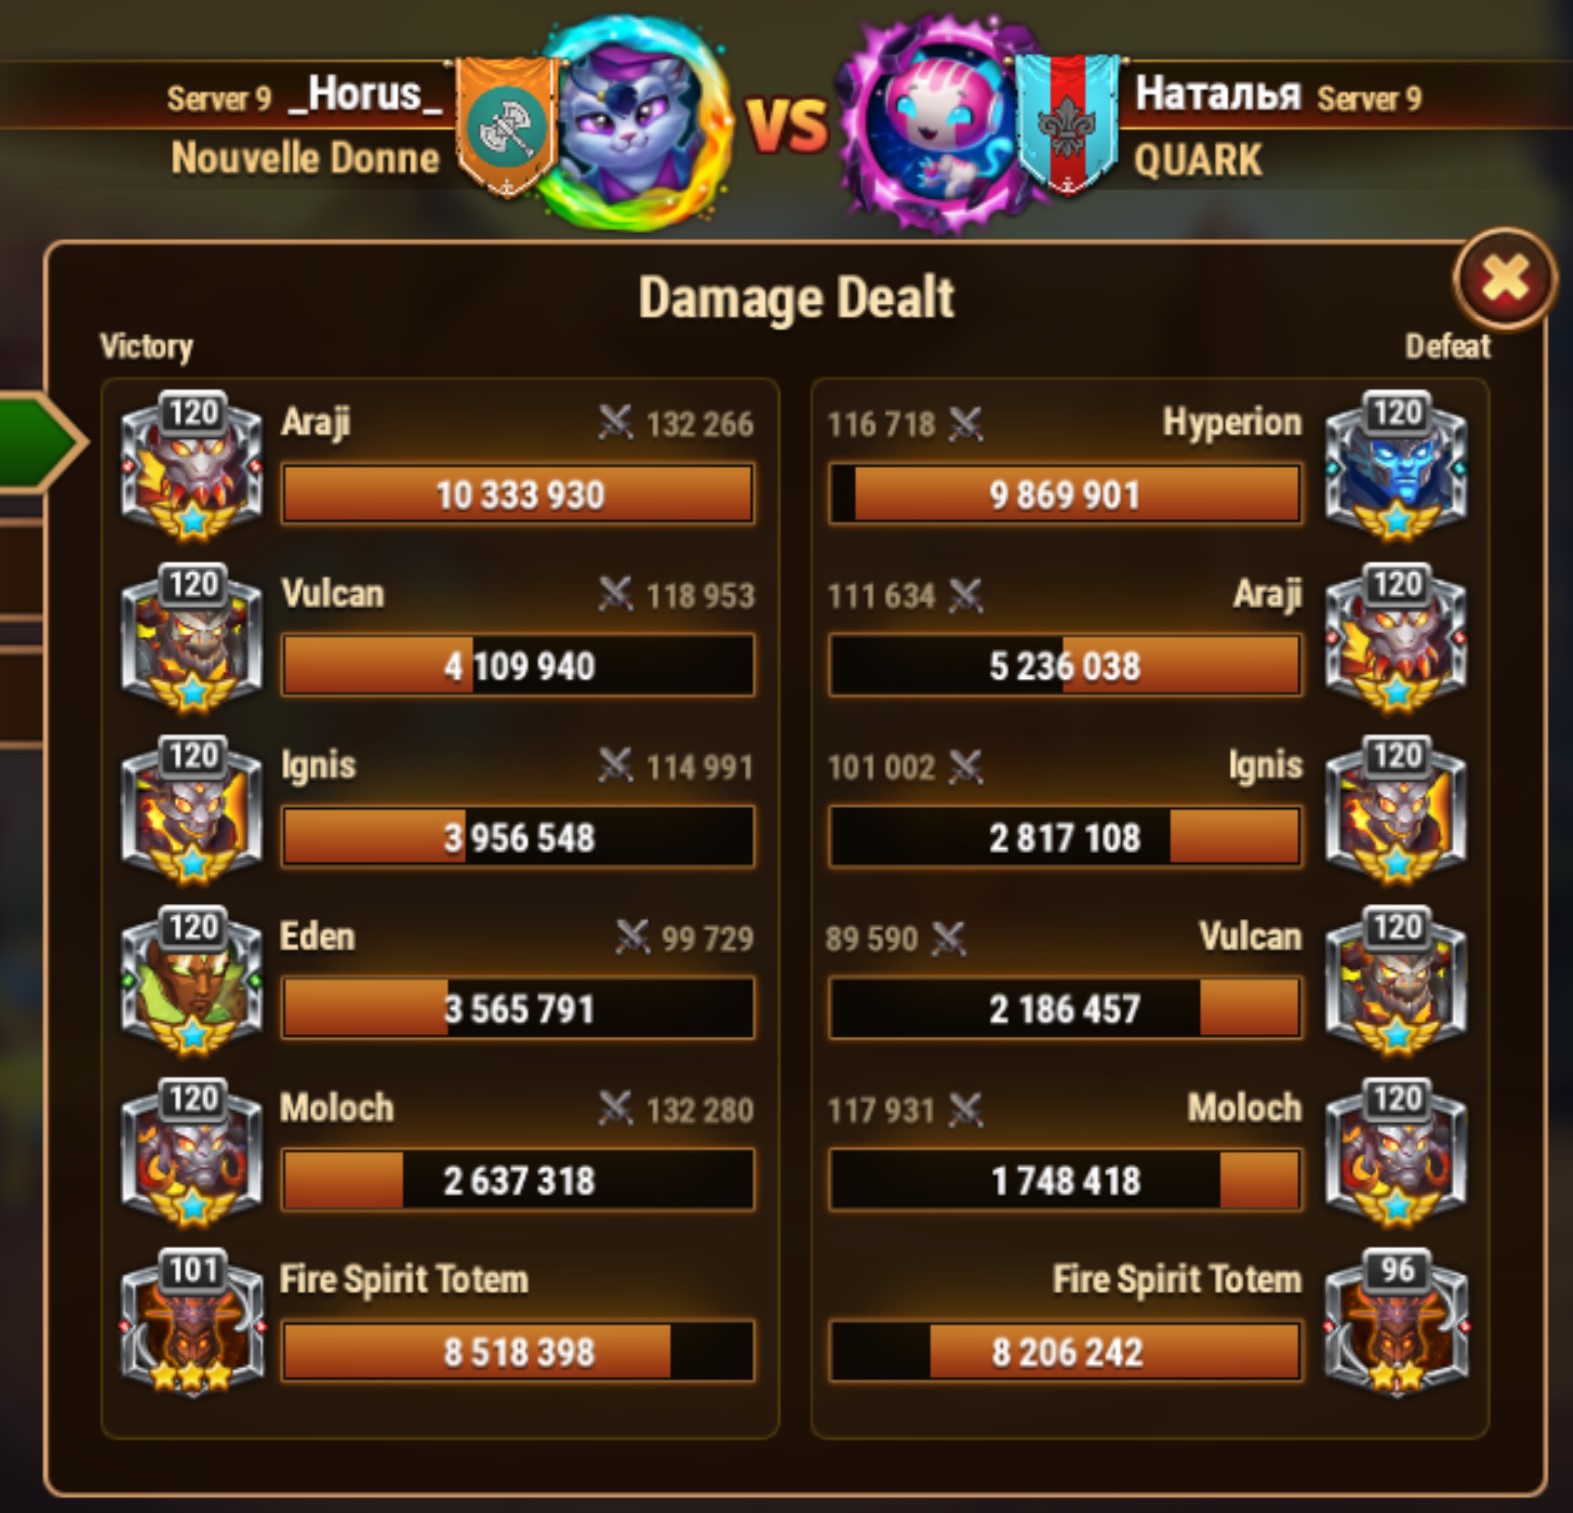 Server 9 _Horus_
Nouvelle Donne
VS
Наталья Server 9
QUARK
Damage Dealt
Victory
Defeat
120 Araji 132 266
10 333 930
116 718 Hyperion 120
9 869 901
120 Vulcan 118 953
4 109 940
111 634 Araji 120
5 236 038
120 Ignis 114 991
3 956 548
101 002 Ignis 120
2 817 108
120 Eden 99 729
3 565 791
89 590 Vulcan 120
2 186 457
120 Moloch 132 280
2 637 318
117 931 Moloch 120
1 748 418
101 Fire Spirit Totem
8 518 398
Fire Spirit Totem 96
8 206 242